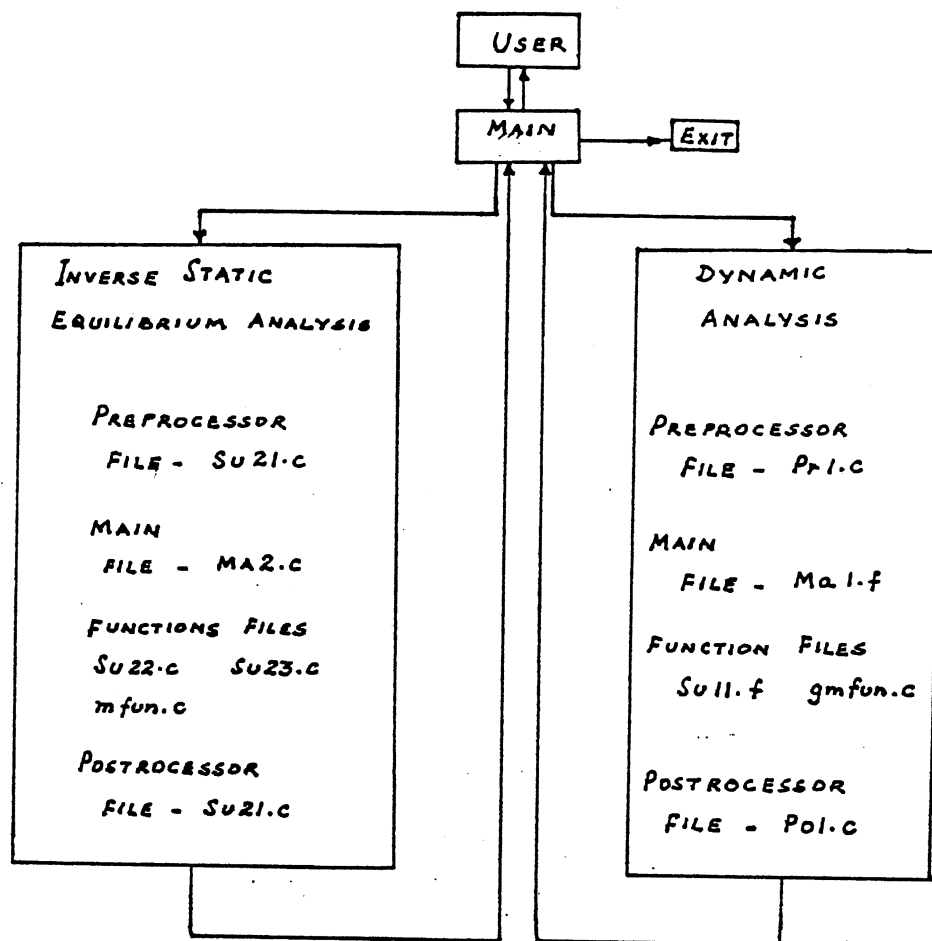 USER
MAIN
EXIT
INVERSE STATIC
EQUILIBRIUM ANALYSIS
PREPROCESSOR
FILE - Su21.c
MAIN
FILE - MA2.c
FUNCTIONS FILES
Su22.c Su23.c
mfun.c
POSTROCESSOR
FILE - Su21.c
DYNAMIC
ANALYSIS
PREPROCESSOR
FILE - Pr1.c
MAIN
FILE - Ma1.f
FUNCTION FILES
Su11.f gmfun.c
POSTROCESSOR
FILE - Po1.c